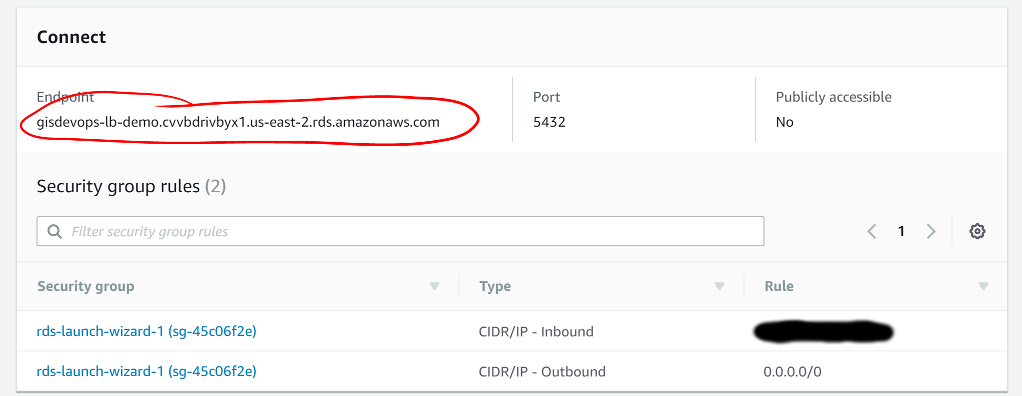 Connect
Endpoint Port Publicly accessible
gisdevops-lb-demo.cvvbdrivbyx1.us-east-2.rds.amazonaws.com 5432 No
Security group rules (2)
Filter security group rules 1
Security group Type Rule
rds-launch-wizard-1 (sg-45c06f2e) CIDR/IP - Inbound
rds-launch-wizard-1 (sg-45c06f2e) CIDR/IP - Outbound 0.0.0.0/0